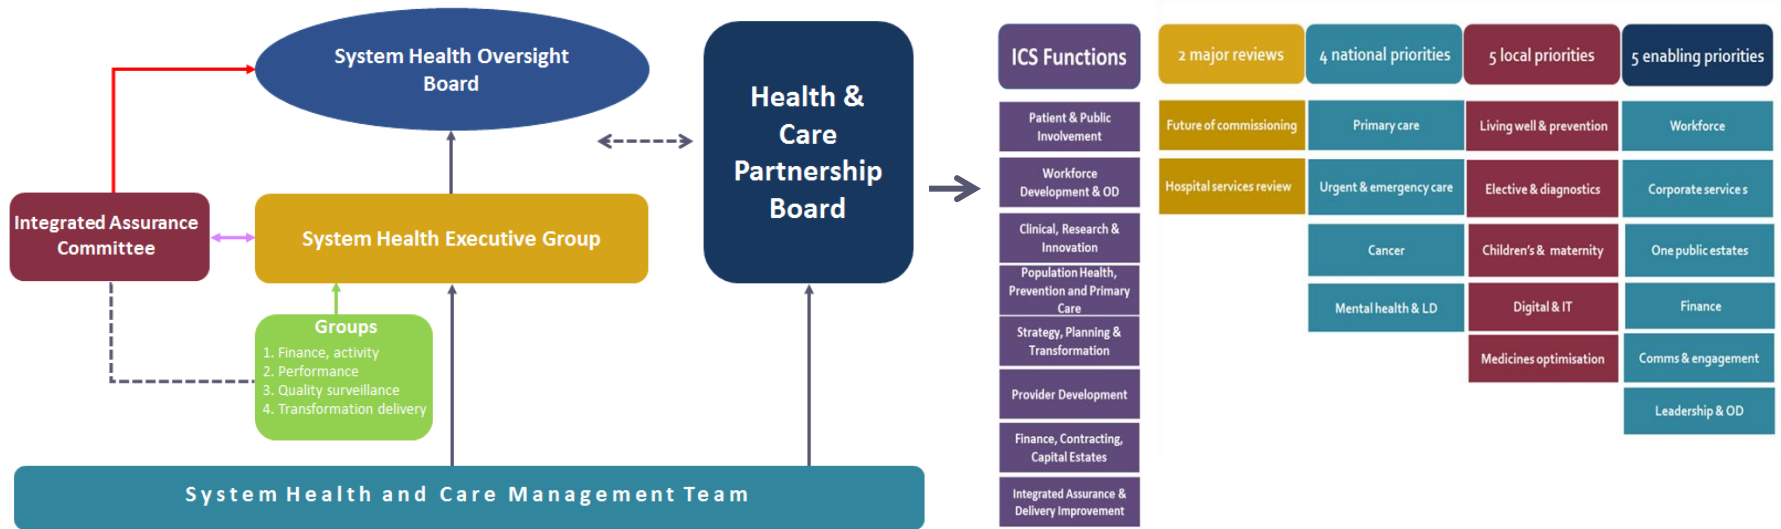 System Health Oversight
Board
Health &
Care
Partnership
Board
Integrated Assurance
Committee
System Health Executive Group
Groups
1. Finance, activity
2. Performance
3. Quality surveillance
4. Transformation delivery
System Health and Care Management Team
ICS Functions
Patient & Public
Involvement
Workforce
Development & OD
Clinical, Research &
Innovation
Population Health,
Prevention and Primary
Care
Strategy, Planning &
Transformation
Provider Development
Finance, Contracting,
Capital Estates
Integrated Assurance &
Delivery Improvement
2 major reviews
Future of commissioning
Hospital services review
4 national priorities
Primary care
Urgent & emergency care
Cancer
Mental health & LD
5 local priorities
Living well & prevention
Elective & diagnostics
Children's & maternity
Digital & IT
Medicines optimisation
5 enabling priorities
Workforce
Corporate services
One public estates
Finance
Comms & engagement
Leadership & OD